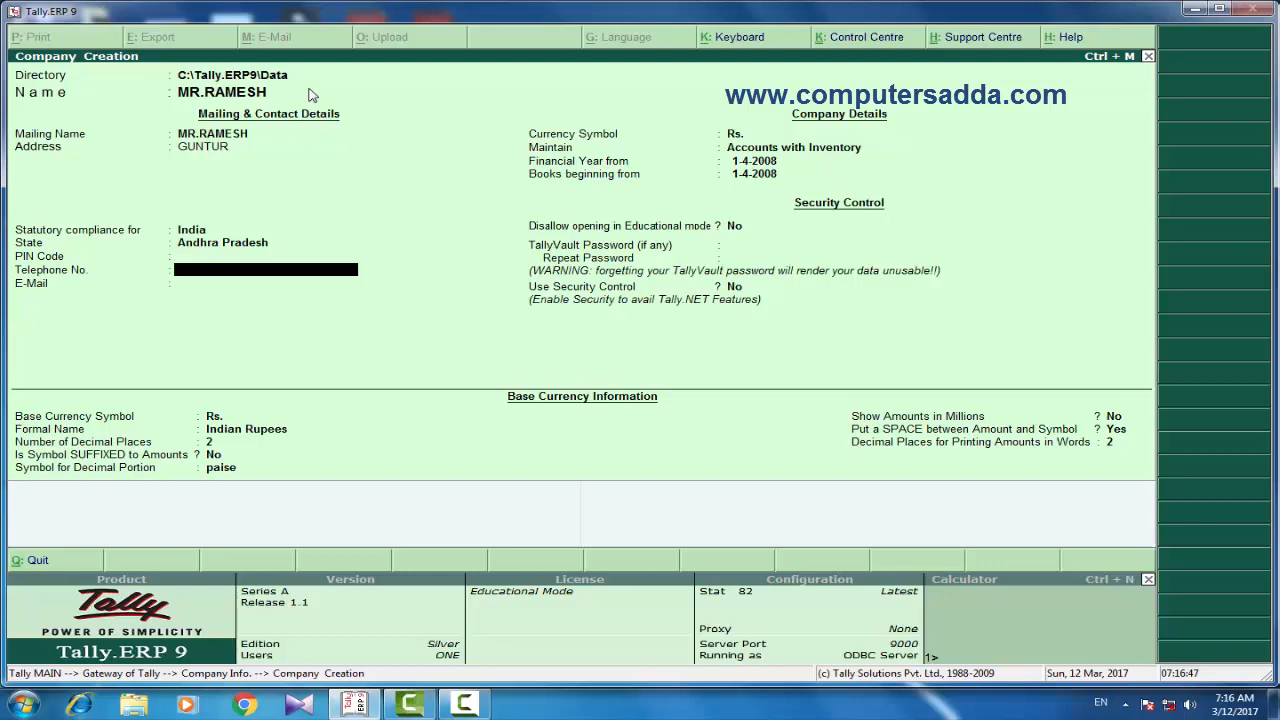 Tally.ERP 9
P: Print E: Export M: E-Mail O: Upload G: Language K: Keyboard K: Control Centre H: Support Centre H: Help
Company Creation Ctrl + M
Directory : C:\Tally.ERP9\Data
Name : MR.RAMESH
www.computersadda.com
Mailing & Contact Details Company Details
Mailing Name : MR.RAMESH Currency Symbol : Rs.
Address : GUNTUR Maintain : Accounts with Inventory
Financial Year from : 1-4-2008
Books beginning from : 1-4-2008
Security Control
Disallow opening in Educational mode ? No
Statutory compliance for : India
State : Andhra Pradesh TallyVault Password (if any) :
PIN Code : Repeat Password :
Telephone No. : (WARNING: forgetting your TallyVault password will render your data unusable!!)
E-Mail : Use Security Control ? No
(Enable Security to avail Tally.NET Features)
Base Currency Information
Base Currency Symbol : Rs. Show Amounts in Millions ? No
Formal Name : Indian Rupees Put a SPACE between Amount and Symbol ? Yes
Number of Decimal Places : 2 Decimal Places for Printing Amounts in Words : 2
Is Symbol SUFFIXED to Amounts ? No
Symbol for Decimal Portion : paise
Q: Quit
Product Version License Configuration Calculator Ctrl + N
Tally
POWER OF SIMPLICITY
Tally.ERP 9
Series A
Release 1.1
Edition Silver
Users ONE
Educational Mode
Stat 82 Latest
Proxy None
Server Port 9000
Running as ODBC Server
1>
Tally MAIN --> Gateway of Tally --> Company Info. --> Company Creation (c) Tally Solutions Pvt. Ltd., 1988-2009 Sun, 12 Mar, 2017 07:16:47
Tally ERP 9
EN 7:16 AM
3/12/2017